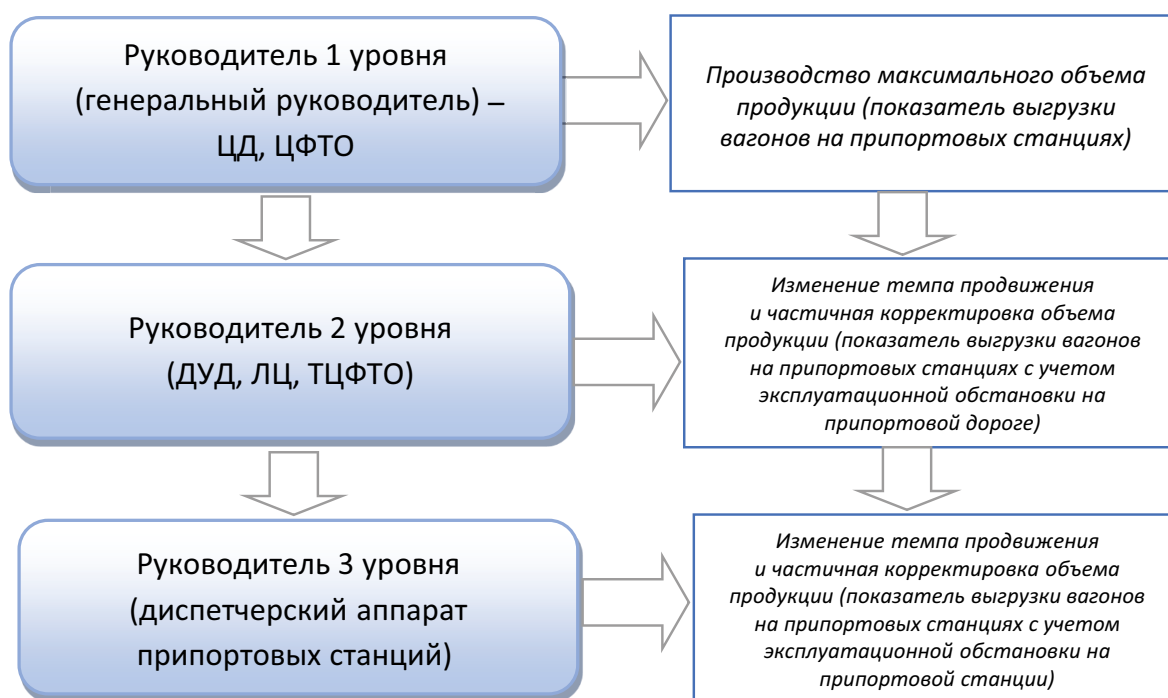 Руководитель 1 уровня
(генеральный руководитель) –
ЦД, ЦФТО
Производство максимального объема
продукции (показатель выгрузки
вагонов на припортовых станциях)
Руководитель 2 уровня
(ДУД, ЛЦ, ТЦФТО)
Изменение темпа продвижения
и частичная корректировка объема
продукции (показатель выгрузки вагонов
на припортовых станциях с учетом
эксплуатационной обстановки на
припортовой дороге)
Руководитель 3 уровня
(диспетчерский аппарат
припортовых станций)
Изменение темпа продвижения
и частичная корректировка объема
продукции (показатель выгрузки вагонов
на припортовых станциях с учетом
эксплуатационной обстановки на
припортовой станции)